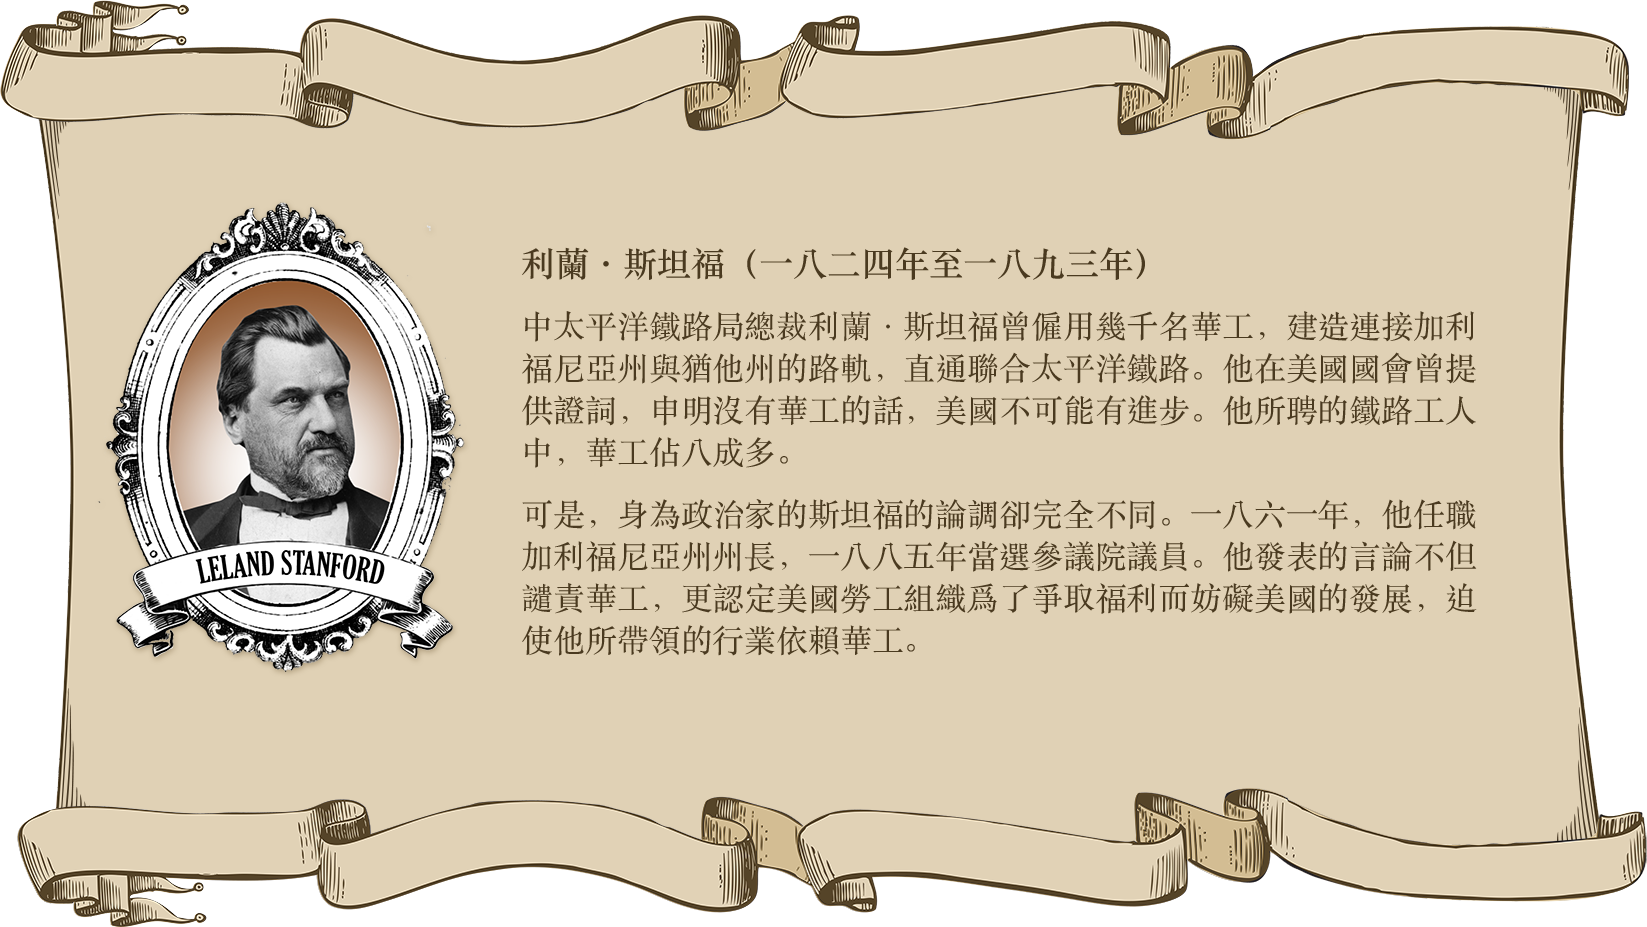 利蘭·斯坦福（一八二四年至一八九三年）
中太平洋鐵路局總裁利蘭·斯坦福曾僱用幾千名華工，建造連接加利
福尼亞州與猶他州的路軌，直通聯合太平洋鐵路。他在美國國會曾提
供證詞，申明沒有華工的話，美國不可能有進步。他所聘的鐵路工人
中，華工佔八成多。
可是，身為政治家的斯坦福的論調卻完全不同。一八六一年，他任職
加利福尼亞州州長，一八八五年當選參議院議員。他發表的言論不但
譴責華工，更認定美國勞工組織爲了爭取福利而妨礙美國的發展，迫
使他所帶領的行業依賴華工。
LELAND STANFORD